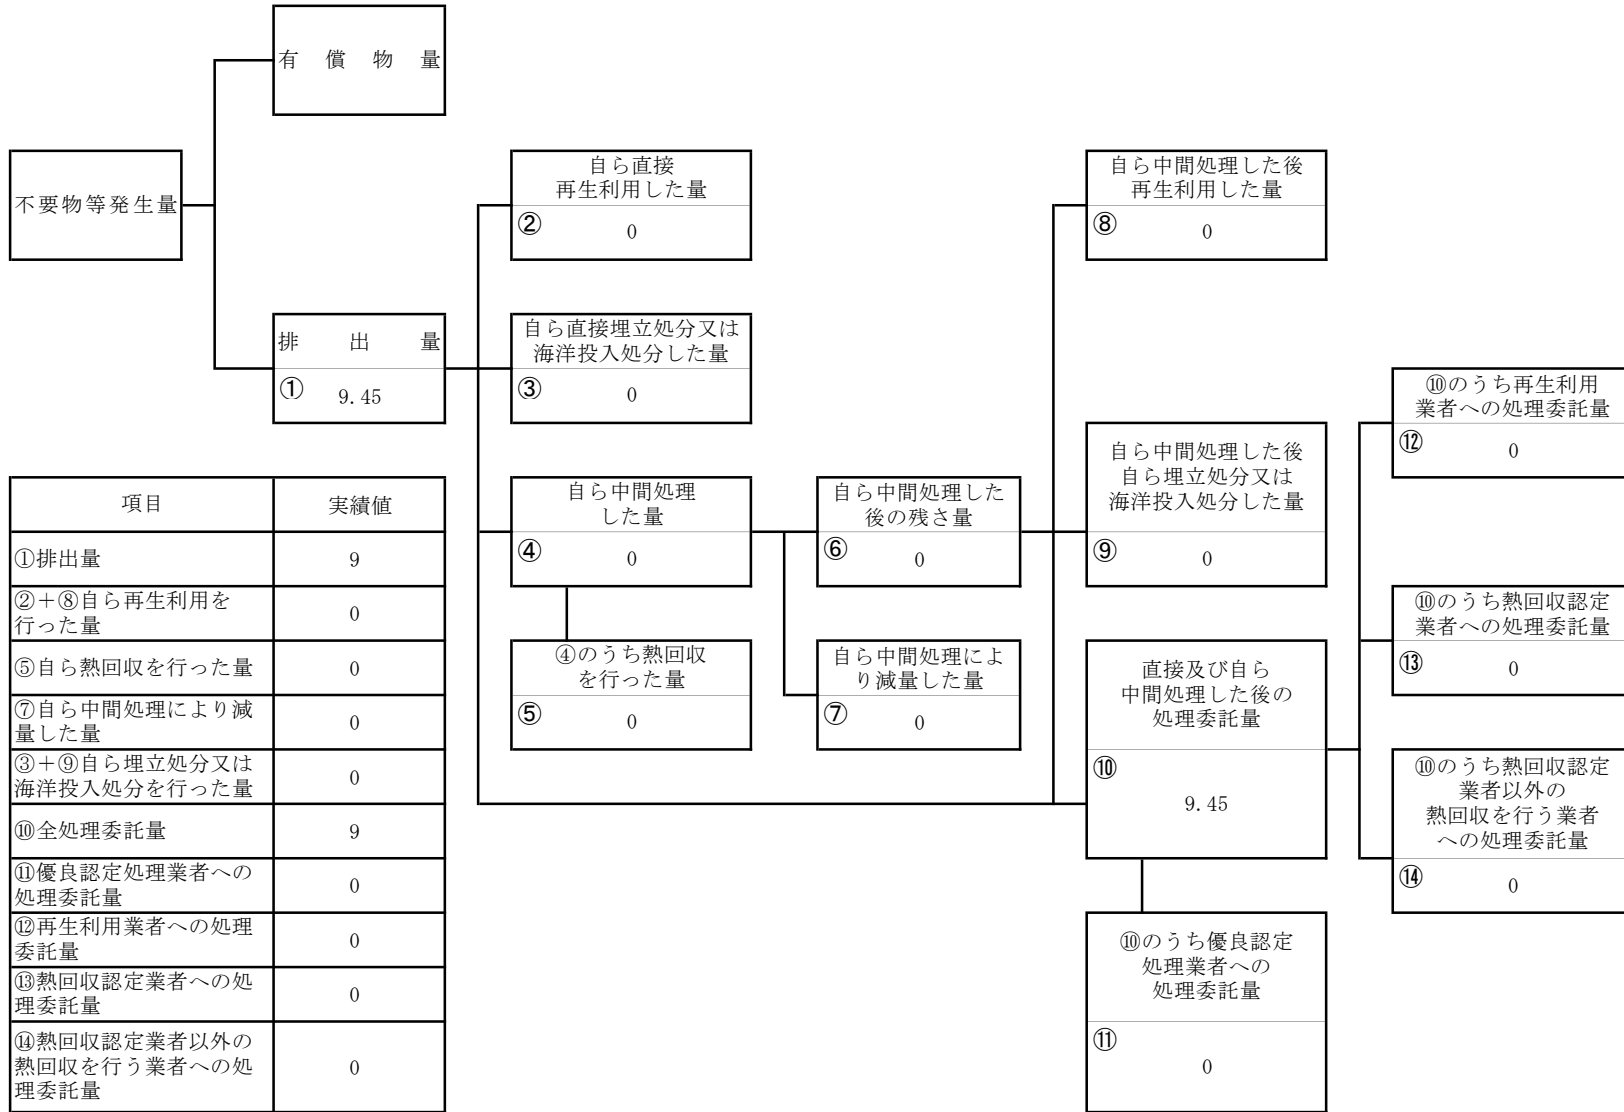 有償物量
不要物等発生量
排出量
① 9.45
自ら直接
再生利用した量
② 0
自ら直接埋立処分又は
海洋投入処分した量
③ 0
自ら中間処理
した量
④ 0
④のうち熱回収
を行った量
⑤ 0
自ら中間処理した
後の残さ量
⑥ 0
自ら中間処理によ
り減量した量
⑦ 0
自ら中間処理した後
再生利用した量
⑧ 0
自ら中間処理した後
自ら埋立処分又は
海洋投入処分した量
⑨ 0
直接及び自ら
中間処理した後の
処理委託量
⑩
9.45
⑩のうち優良認定
処理業者への
処理委託量
⑪
0
⑩のうち再生利用
業者への処理委託量
⑫ 0
⑩のうち熱回収認定
業者への処理委託量
⑬ 0
⑩のうち熱回収認定
業者以外の
熱回収を行う業者
への処理委託量
⑭ 0
項目 実績値
①排出量 9
②+⑧自ら再生利用を
行った量 0
⑤自ら熱回収を行った量 0
⑦自ら中間処理により減
量した量 0
③+⑨自ら埋立処分又は
海洋投入処分を行った量 0
⑩全処理委託量 9
⑪優良認定処理業者への
処理委託量 0
⑫再生利用業者への処理
委託量 0
⑬熱回収認定業者への処
理委託量 0
⑭熱回収認定業者以外の
熱回収を行う業者への処
理委託量 0